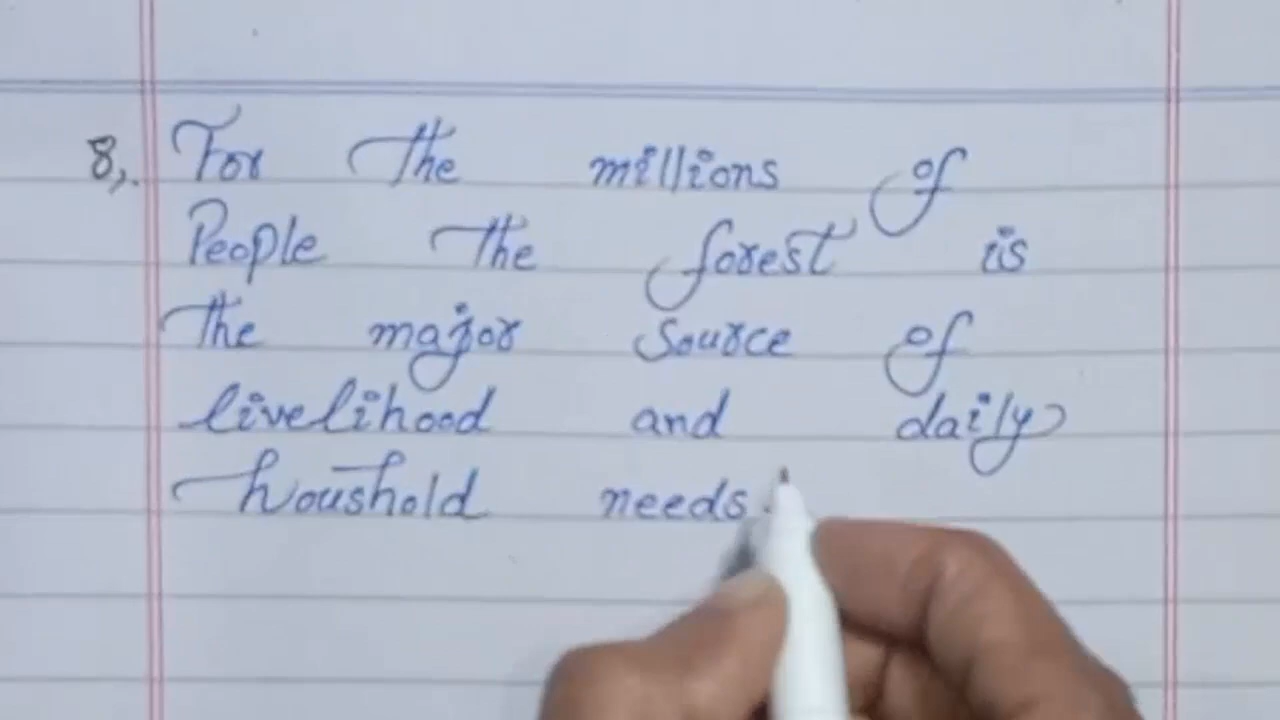 8,. For the millions of
People the forest is
the major source of
livelihood and daily
houshold needs.